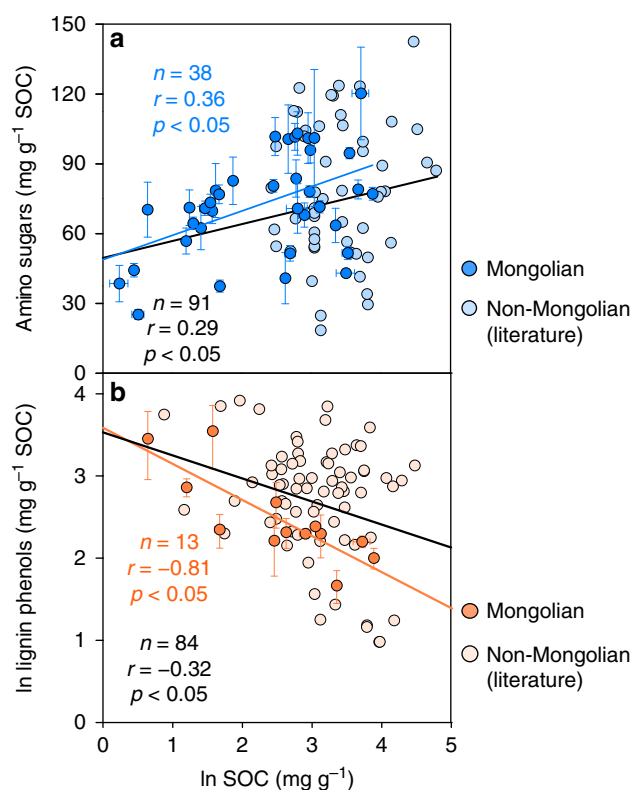 a
150
120
90
60
30
0
Amino sugars (mg g⁻¹ SOC)
n = 38
r = 0.36
p < 0.05
n = 91
r = 0.29
p < 0.05
Mongolian
Non-Mongolian
(literature)
b
4
3
2
1
0
ln lignin phenols (mg g⁻¹ SOC)
n = 13
r = −0.81
p < 0.05
n = 84
r = −0.32
p < 0.05
Mongolian
Non-Mongolian
(literature)
0 1 2 3 4 5
ln SOC (mg g⁻¹)